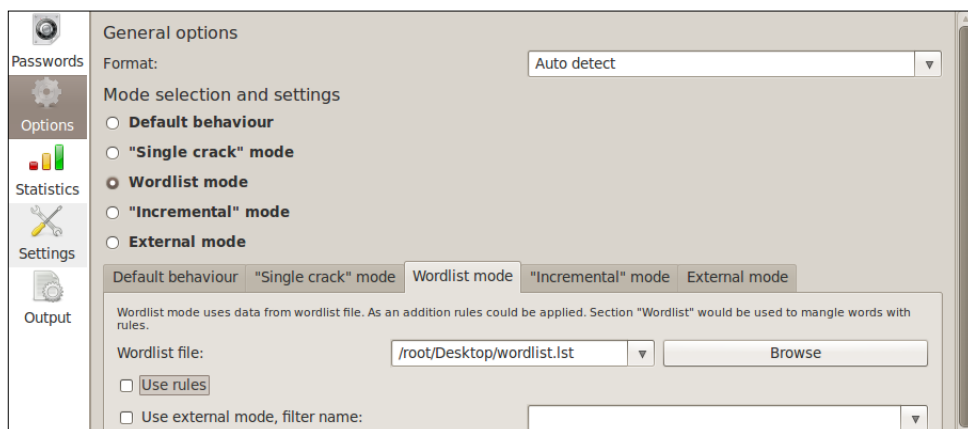 Passwords
Options
Statistics
Settings
Output
General options
Format:
Auto detect
Mode selection and settings
Default behaviour
"Single crack" mode
Wordlist mode
"Incremental" mode
External mode
Default behaviour "Single crack" mode Wordlist mode "Incremental" mode External mode
Wordlist mode uses data from wordlist file. As an addition rules could be applied. Section "Wordlist" would be used to mangle words with
rules.
Wordlist file:
/root/Desktop/wordlist.lst
Browse
Use rules
Use external mode, filter name: